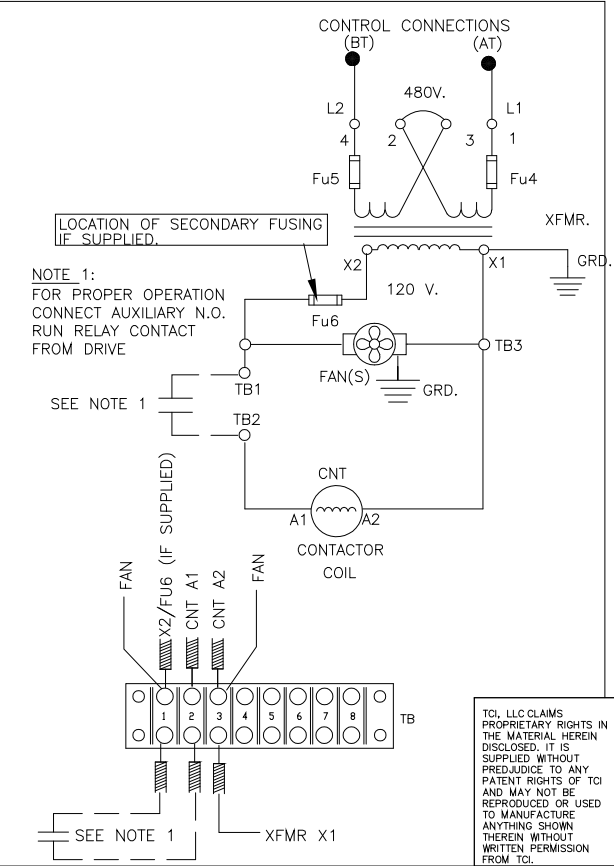 CONTROL CONNECTIONS
(BT) (AT)
480V.
L2 L1
4 2 3 1
Fu5 Fu4
XFMR.
LOCATION OF SECONDARY FUSING
IF SUPPLIED.
X2 X1
GRD.
120 V.
NOTE 1:
FOR PROPER OPERATION
CONNECT AUXILIARY N.O.
RUN RELAY CONTACT
FROM DRIVE
Fu6
TB3
FAN(S)
GRD.
TB1
SEE NOTE 1
TB2
CNT
A1 A2
CONTACTOR
COIL
FAN
X2/FU6 (IF SUPPLIED)
CNT A1
CNT A2
FAN
1 2 3 4 5 6 7 8
TB
SEE NOTE 1
XFMR X1
TCI, LLC CLAIMS
PROPRIETARY RIGHTS IN
THE MATERIAL HEREIN
DISCLOSED. IT IS
SUPPLIED WITHOUT
PREDJUDICE TO ANY
PATENT RIGHTS OF TCI
AND MAY NOT BE
REPRODUCED OR USED
TO MANUFACTURE
ANYTHING SHOWN
THEREIN WITHOUT
WRITTEN PERMISSION
FROM TCI.